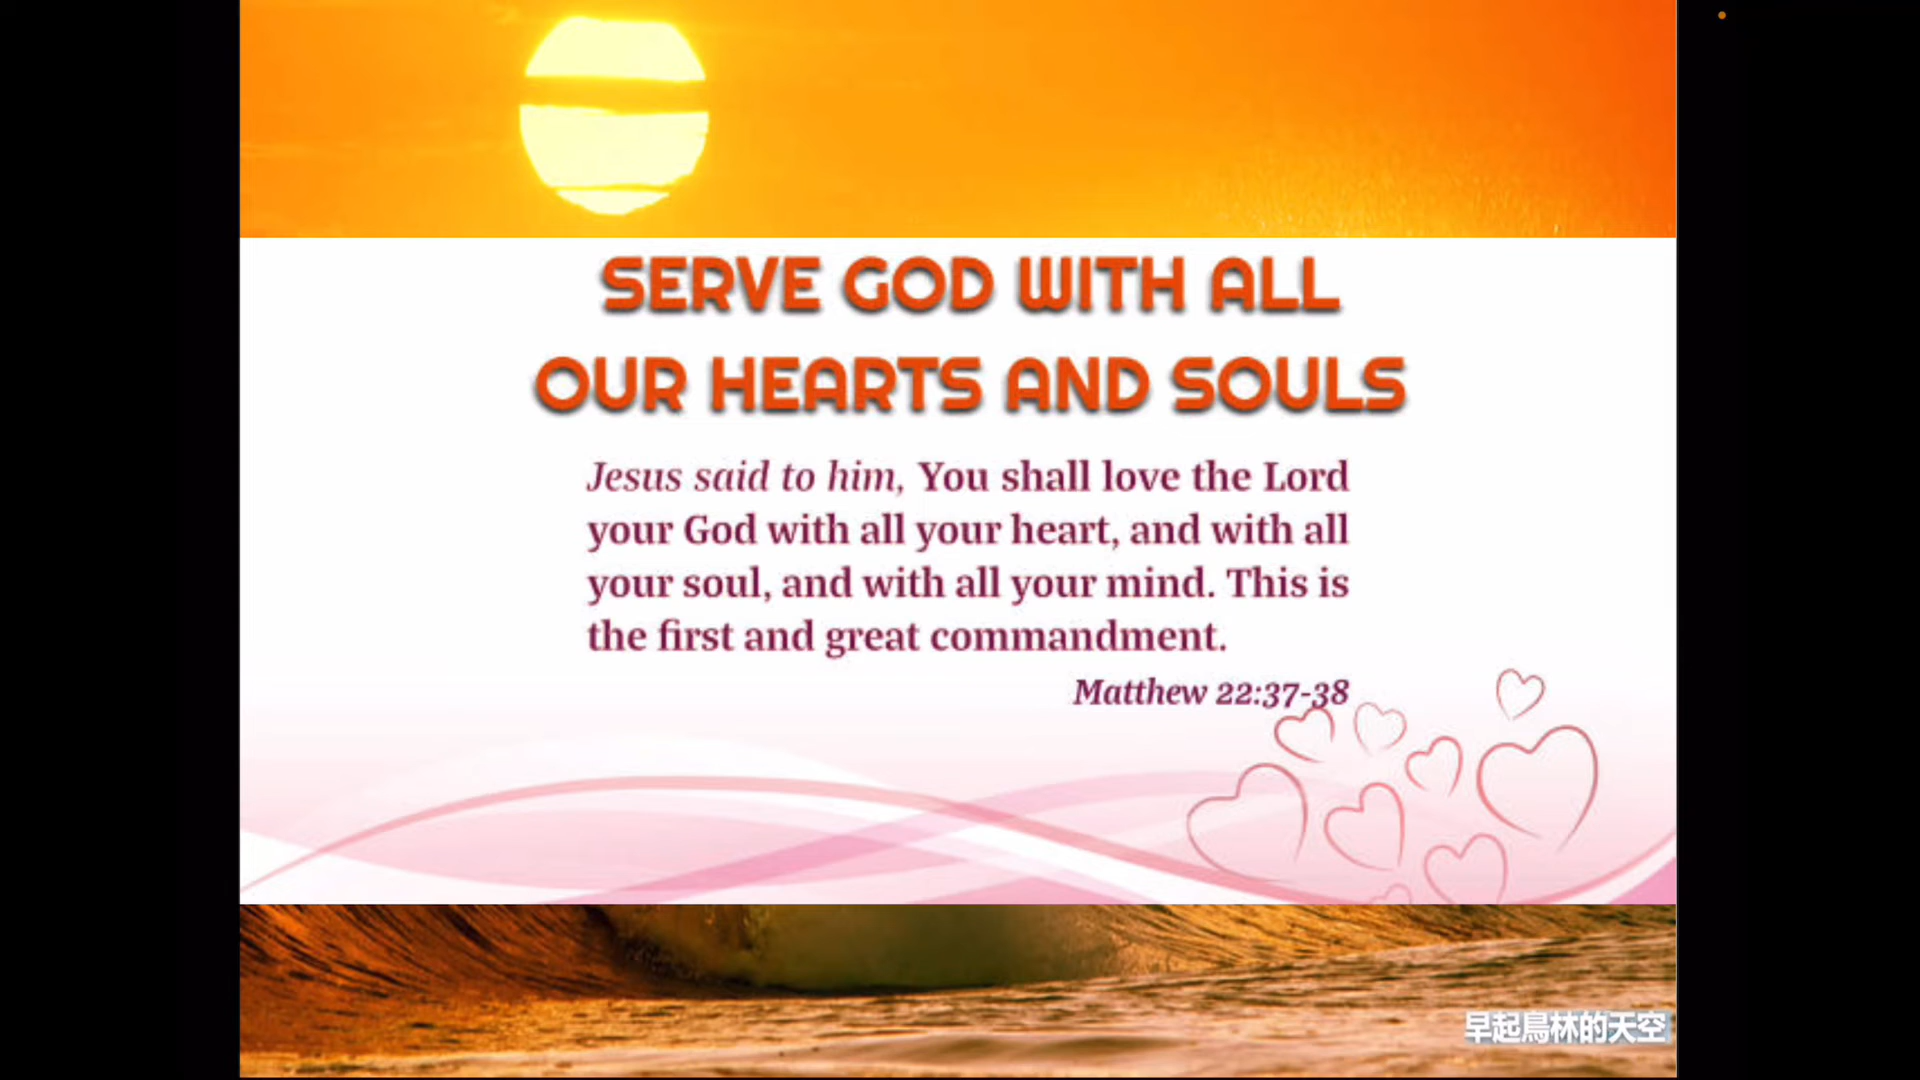 SERVE GOD WITH ALL
OUR HEARTS AND SOULS
Jesus said to him, You shall love the Lord
your God with all your heart, and with all
your soul, and with all your mind. This is
the first and great commandment.
Matthew 22:37-38
早起鳥林的天空